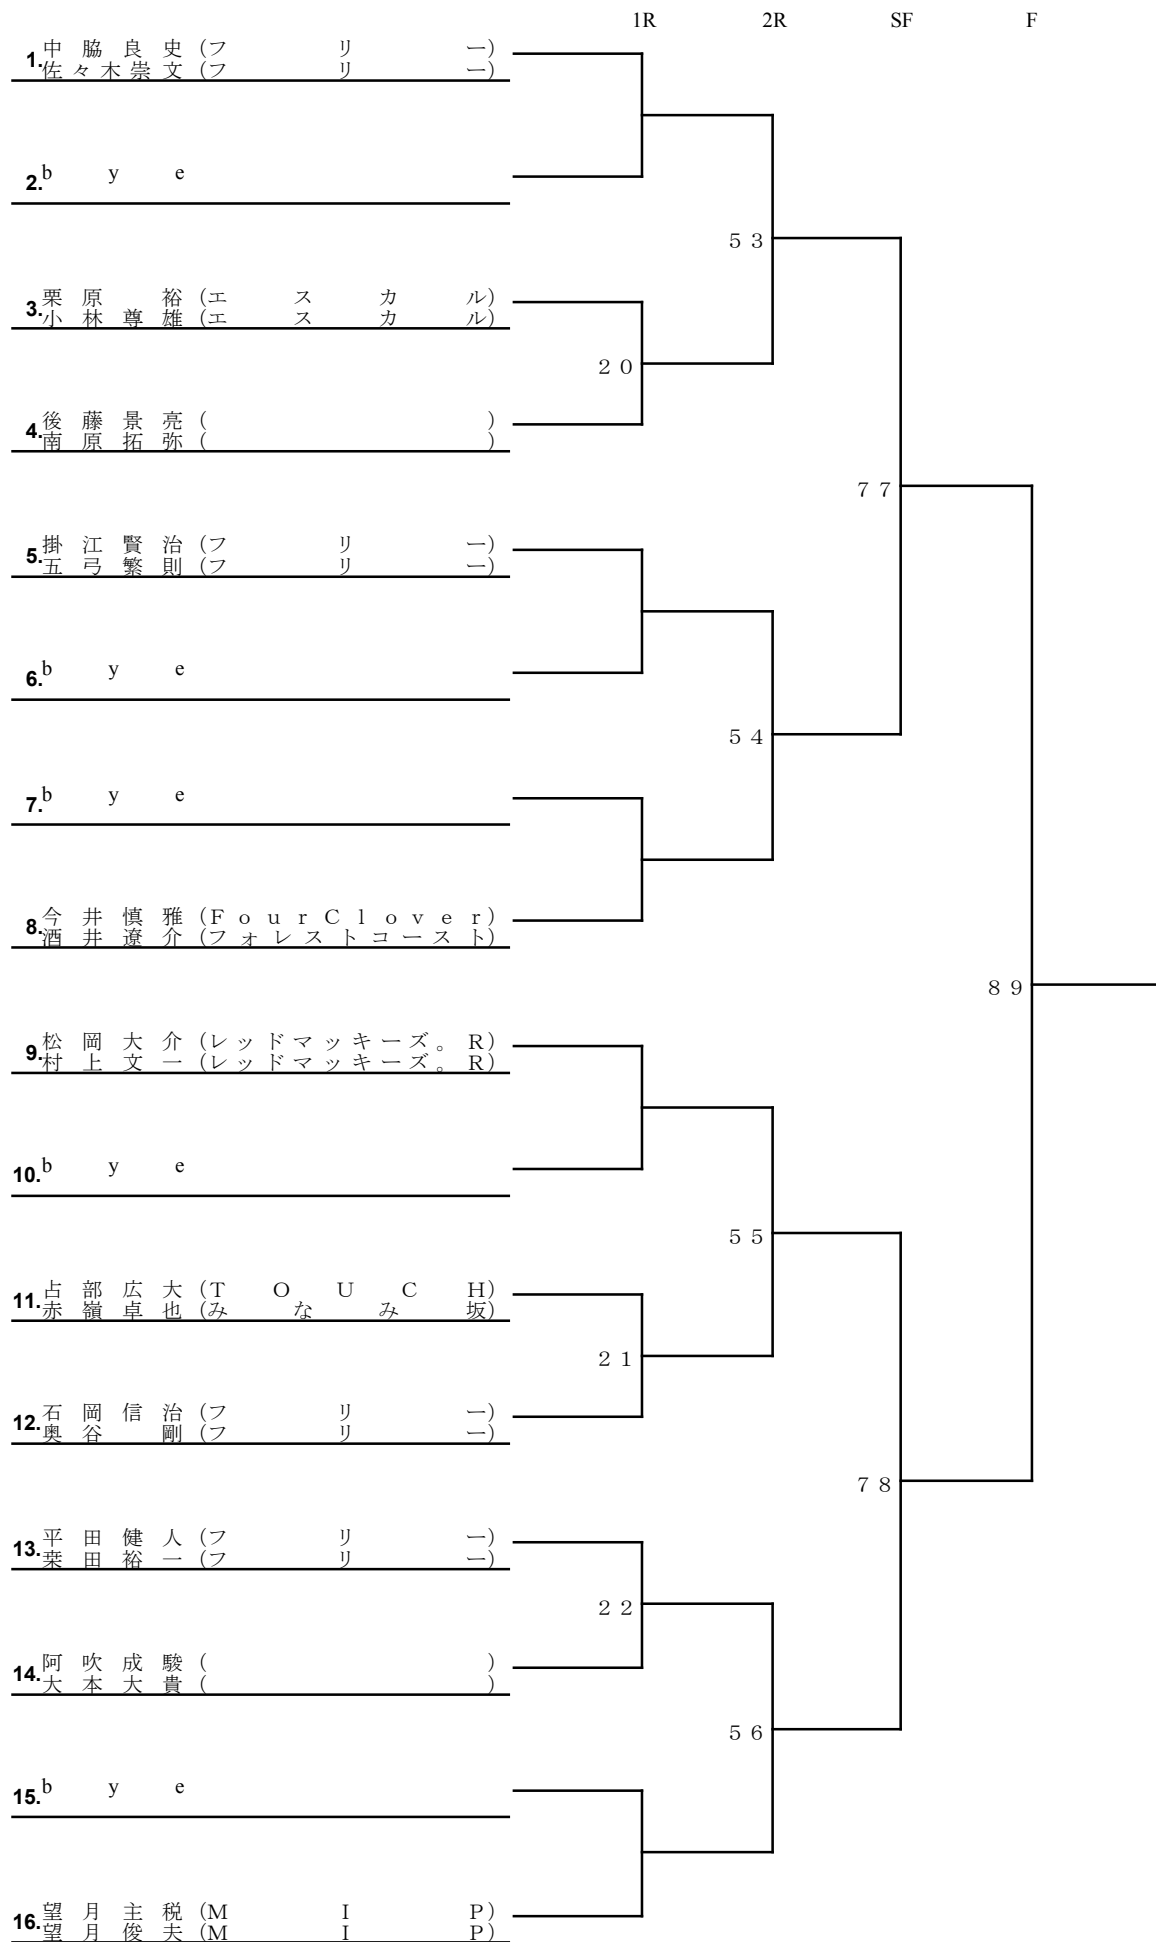 1R 2R SF F
1. 中脇良史(フリー)
佐々木崇文(フリー)
2. bye
53
3. 栗原裕(エスカル)
小林尊雄(エスカル)
20
4. 後藤景亮( )
南原拓弥( )
77
5. 掛江賢治(フリー)
五弓繁則(フリー)
6. bye
54
7. bye
8. 今井慎雅(FourClover)
酒井遼介(フォレストコースト)
89
9. 松岡大介(レッドマッキーズ。R)
村上文一(レッドマッキーズ。R)
10. bye
55
11. 占部広大(TOUCH)
赤嶺卓也(みなみ坂)
21
12. 石岡信治(フリー)
奥谷剛(フリー)
78
13. 平田健人(フリー)
桒田裕一(フリー)
22
14. 阿吹成駿( )
大本大貴( )
56
15. bye
16. 望月主税(MIP)
望月俊夫(MIP)